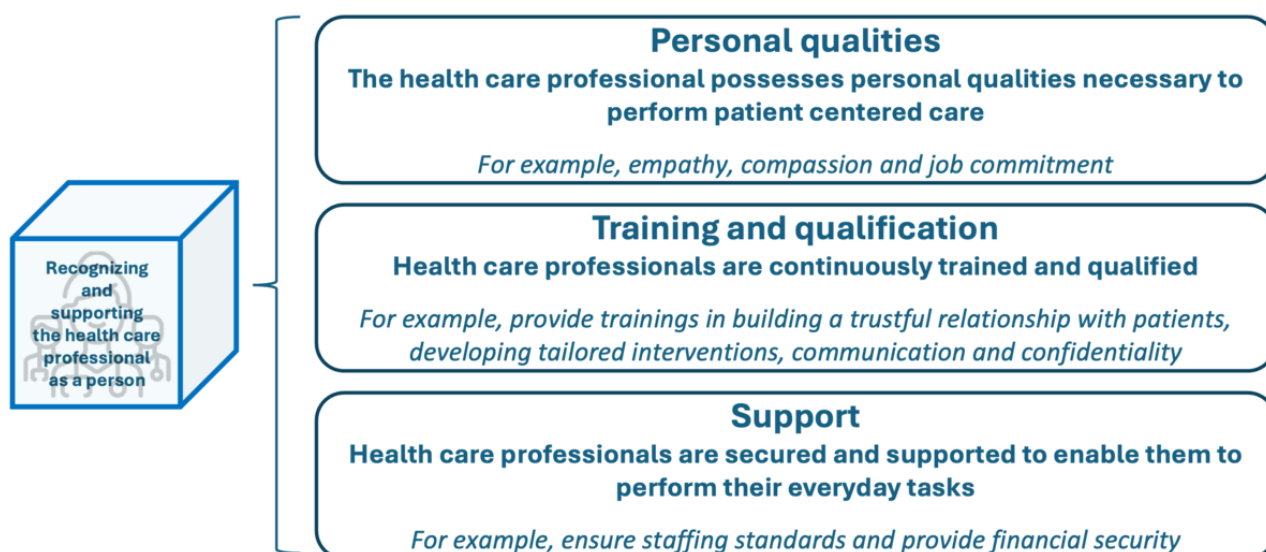 Recognizing
and
supporting
the health care
professional
as a person
Personal qualities
The health care professional possesses personal qualities necessary to
perform patient centered care
For example, empathy, compassion and job commitment
Training and qualification
Health care professionals are continuously trained and qualified
For example, provide trainings in building a trustful relationship with patients,
developing tailored interventions, communication and confidentiality
Support
Health care professionals are secured and supported to enable them to
perform their everyday tasks
For example, ensure staffing standards and provide financial security